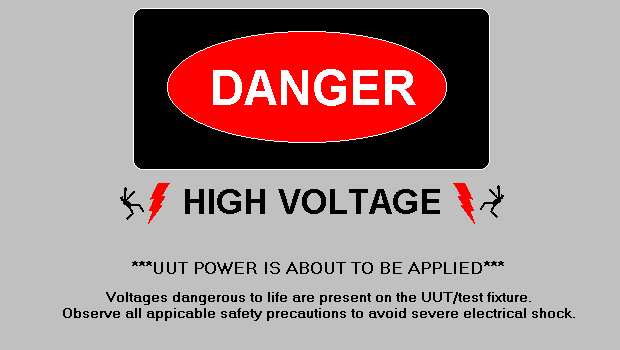 DANGER
HIGH VOLTAGE
***UUT POWER IS ABOUT TO BE APPLIED***
Voltages dangerous to life are present on the UUT/test fixture.
Observe all appicable safety precautions to avoid severe electrical shock.